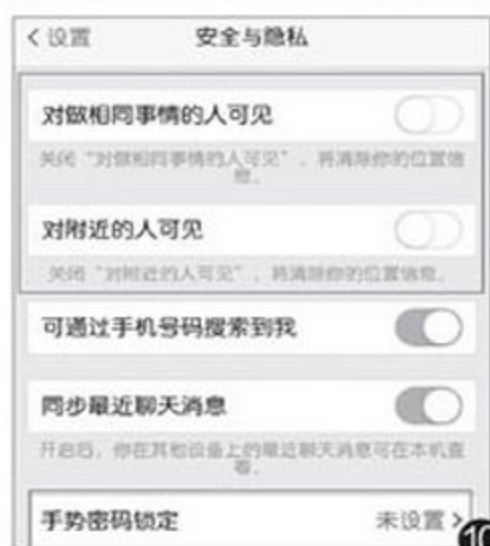 < 设置 安全与隐私
对做相同事情的人可见
关闭“对做相同事情的人可见”，将清除你的位置信
息。
对附近的人可见
关闭“对附近的人可见”，将清除你的位置信息。
可通过手机号码搜索到我
同步最近聊天消息
开启后，你在其他设备上的最近聊天消息可在本机查
看。
手势密码锁定 未设置 >
10